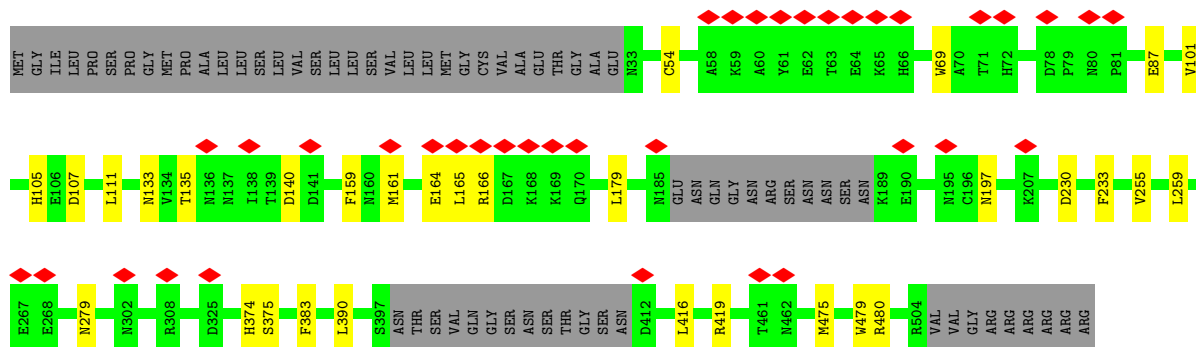 MET GLY ILE LEU PRO SER PRO GLY MET PRO ALA LEU LEU SER LEU VAL SER LEU LEU SER VAL LEU LEU MET GLY CYS VAL ALA GLU THR GLY ALA GLU N33 C54 A58 K59 A60 Y61 E62 T63 E64 K65 H66 W69 A70 T71 H72 D78 P79 N80 P81 E87 V101
H105 E106 D107 L111 N133 V134 T135 N136 N137 I138 T139 D140 D141 F159 N160 M161 E164 L165 R166 D167 K168 K169 Q170 L179 N185 GLU ASN GLN GLY ASN ARG SER ASN ASN SER ASN K189 E190 N195 C196 N197 K207 D230 F233 V255 L259
E267 E268 N279 N302 R308 D325 H374 S375 F383 L390 S397 ASN THR SER VAL GLN GLY SER ASN SER THR GLY SER ASN D412 L416 R419 T461 N462 M475 W479 R480 R504 VAL VAL GLY ARG ARG ARG ARG ARG ARG